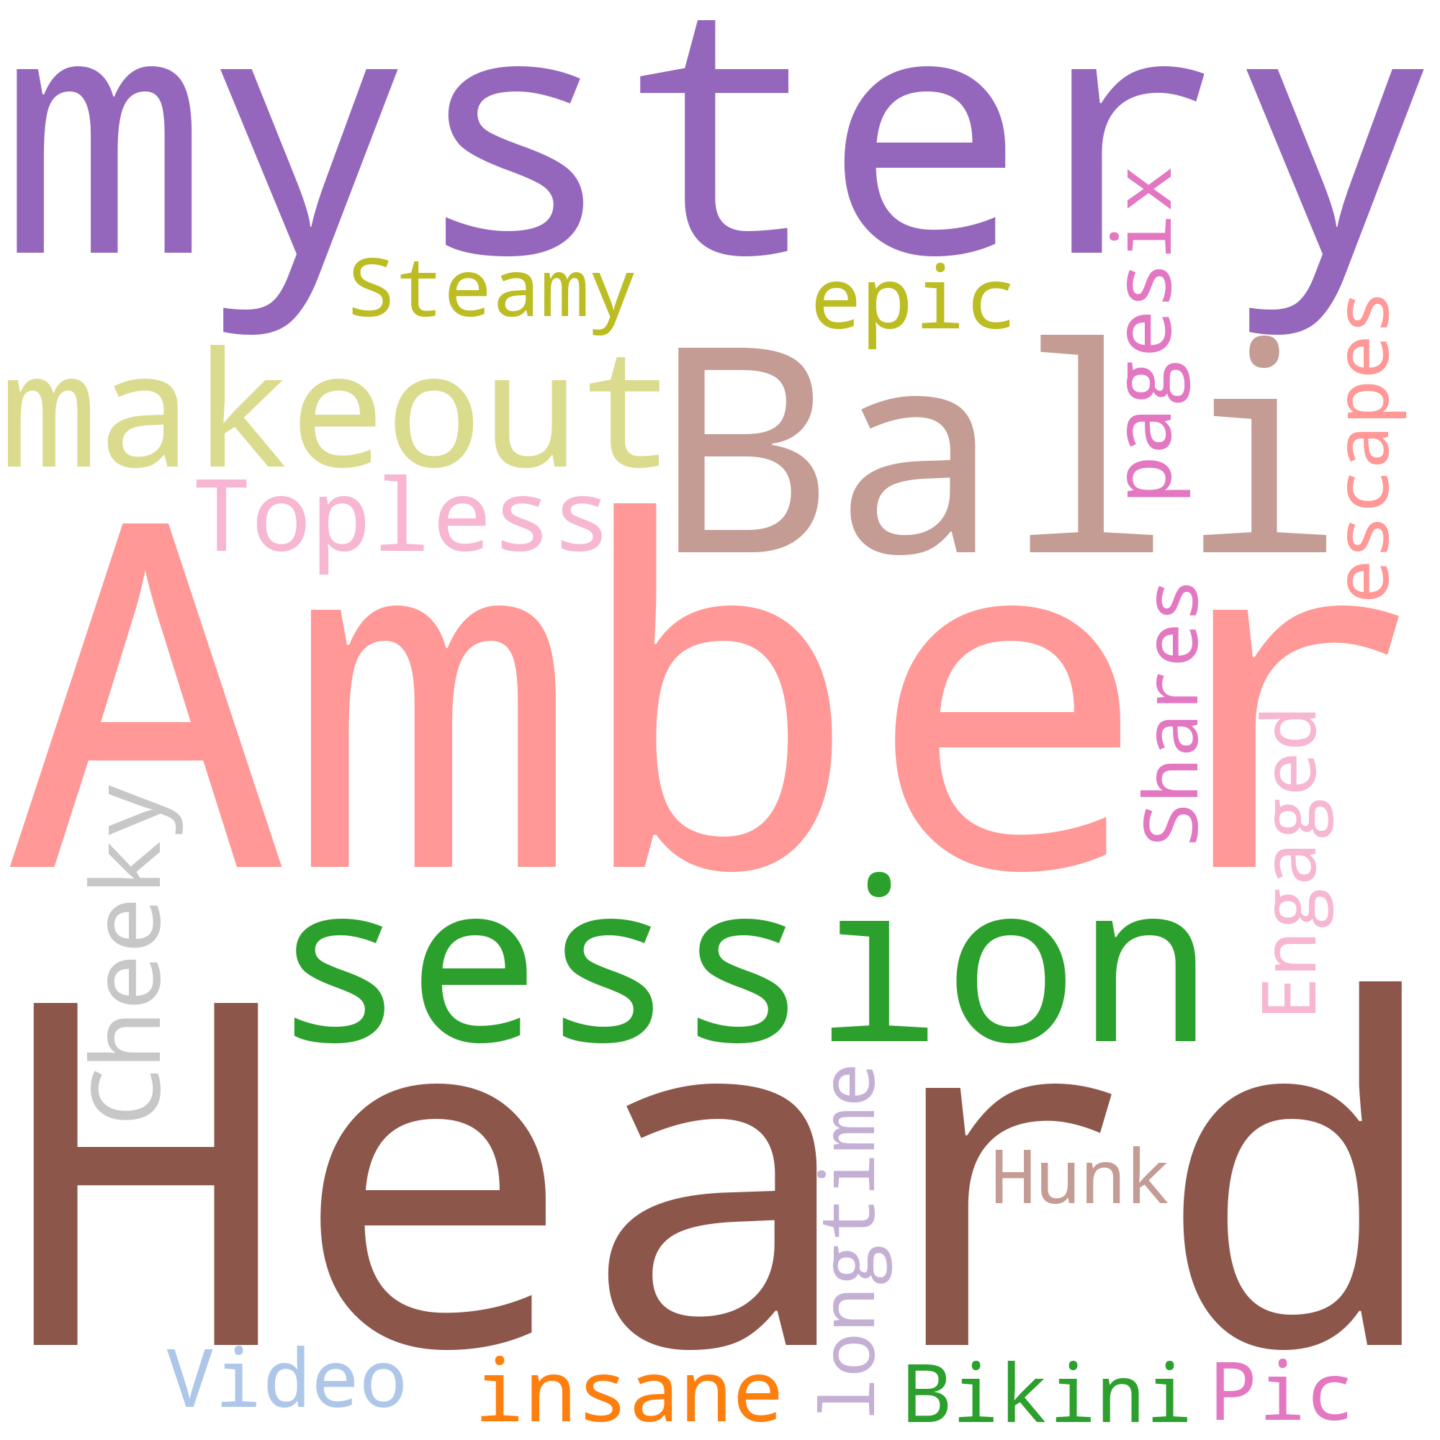 mystery
Steamy
epic
pagesix
makeout
Bali
escapes
Topless
Amber
Shares
Engaged
Cheeky
session
Heard
longtime
Hunk
Video
insane
Bikini
Pic